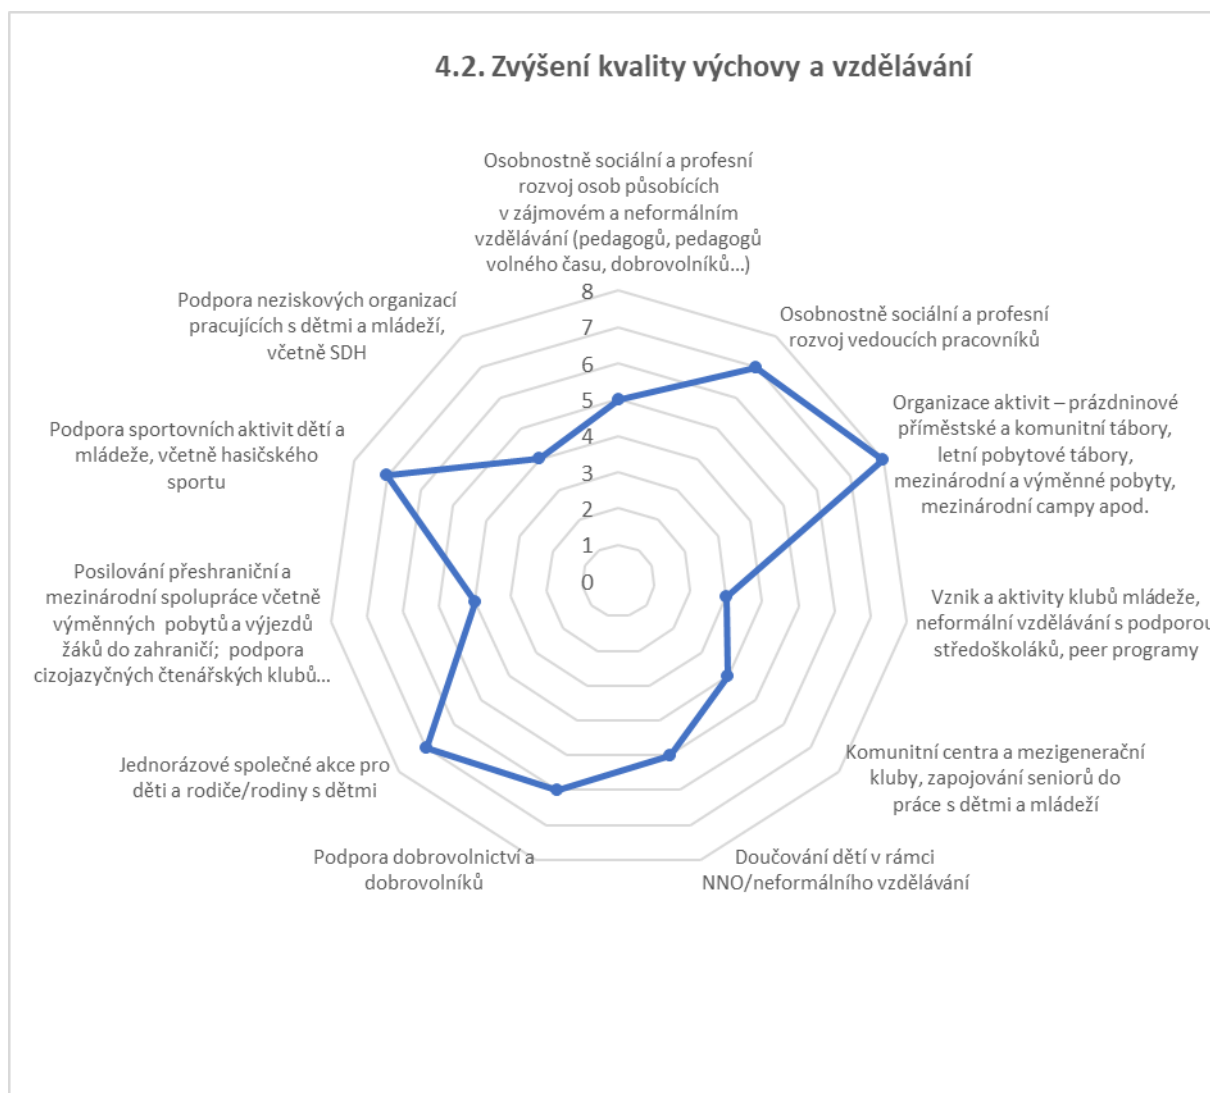 4.2. Zvýšení kvality výchovy a vzdělávání
Osobnostně sociální a profesní
rozvoj osob působících
v zájmovém a neformálním
vzdělávání (pedagogů, pedagogů
volného času, dobrovolníků...)
Osobnostně sociální a profesní
rozvoj vedoucích pracovníků
Organizace aktivit – prázdninové
příměstské a komunitní tábory,
letní pobytové tábory,
mezinárodní a výměnné pobyty,
mezinárodní campy apod.
Vznik a aktivity klubů mládeže,
neformální vzdělávání s podporou
středoškoláků, peer programy
Komunitní centra a mezigenerační
kluby, zapojování seniorů do
práce s dětmi a mládeží
Doučování dětí v rámci
NNO/neformálního vzdělávání
Podpora dobrovolnictví a
dobrovolníků
Jednorázové společné akce pro
děti a rodiče/rodiny s dětmi
Posilování přeshraniční a
mezinárodní spolupráce včetně
výměnných  pobytů a výjezdů
žáků do zahraničí;  podpora
cizojazyčných čtenářských klubů...
Podpora sportovních aktivit dětí a
mládeže, včetně hasičského
sportu
Podpora neziskových organizací
pracujících s dětmi a mládeží,
včetně SDH
8
7
6
5
4
3
2
1
0